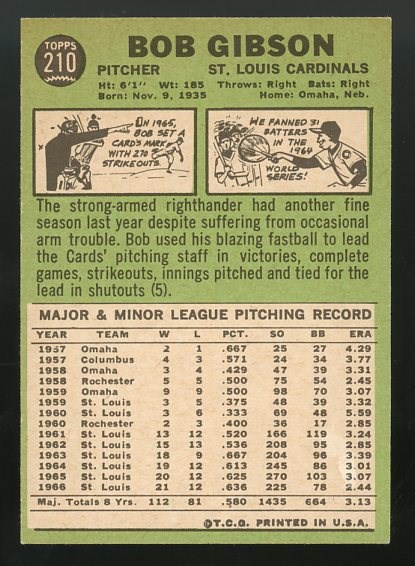 TOPPS
210
BOB GIBSON
PITCHER ST. LOUIS CARDINALS
Ht: 6'1" Wt: 185 Throws: Right Bats: Right
Born: Nov. 9, 1935 Home: Omaha, Neb.
IN 1965,
BOB SET A
CARDS MARK
WITH 270
STRIKEOUTS
HE FANNED 31
BATTERS
IN THE
1964
WORLD
SERIES!
C
The strong-armed righthander had another fine
season last year despite suffering from occasional
arm trouble. Bob used his blazing fastball to lead
the Cards' pitching staff in victories, complete
games, strikeouts, innings pitched and tied for the
lead in shutouts (5).
MAJOR & MINOR LEAGUE PITCHING RECORD
YEAR TEAM W L PCT. SO BB ERA
1957 Omaha 2 1 .667 25 27 4.29
1957 Columbus 4 3 .571 24 34 3.77
1958 Omaha 3 4 .429 47 39 3.31
1958 Rochester 5 5 .500 75 54 2.45
1959 Omaha 9 9 .500 98 70 3.07
1959 St. Louis 3 5 .375 48 39 3.32
1960 St. Louis 3 6 .333 69 48 5.59
1960 Rochester 2 3 .400 36 17 2.85
1961 St. Louis 13 12 .520 166 119 3.24
1962 St. Louis 15 13 .536 208 95 2.85
1963 St. Louis 18 9 .667 204 96 3.39
1964 St. Louis 19 12 .613 245 86 3.01
1965 St. Louis 20 12 .625 270 103 3.07
1966 St. Louis 21 12 .636 225 78 2.44
Maj. Totals 8 Yrs. 112 81 .580 1435 664 3.13
©T.C.G. PRINTED IN U.S.A.